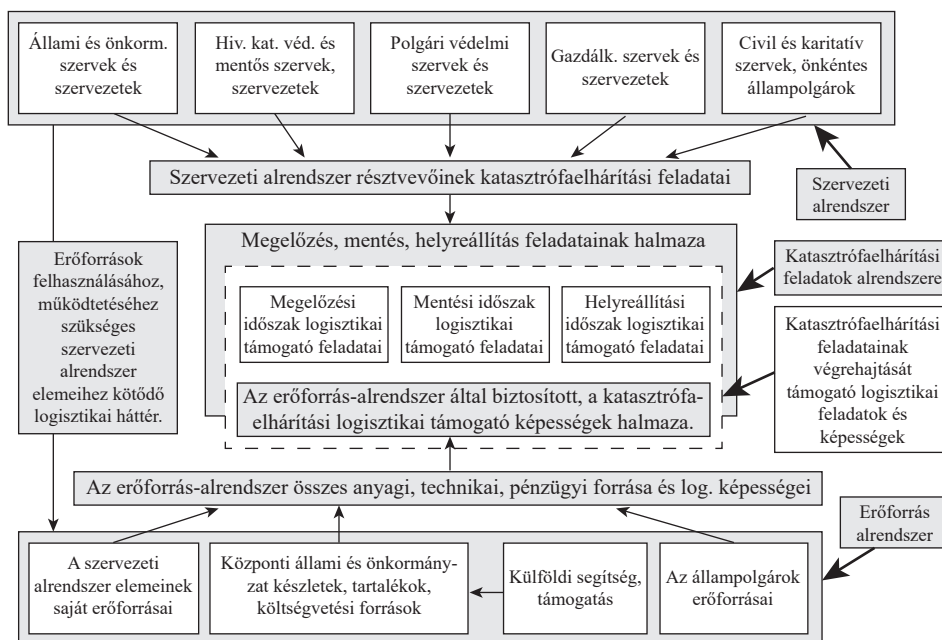 Állami és önkorm.
szervek és
szervezetek
Hiv. kat. véd. és
mentős szervek,
szervezetek
Polgári védelmi
szervek és
szervezetek
Gazdálk. szervek és
szervezetek
Civil és karitatív
szervek, önkéntes
állampolgárok
Szervezeti alrendszer résztvevőinek katasztrófaelhárítási feladatai
Szervezeti
alrendszer
Megelőzés, mentés, helyreállítás feladatainak halmaza
Katasztrófaelhárítási
feladatok alrendszere
Erőforrások
felhasználásához,
működtetéséhez
szükséges
szervezeti
alrendszer
elemeihez kötődő
logisztikai háttér.
Megelőzési
időszak logisztikai
támogató feladatai
Mentési időszak
logisztikai
támogató feladatai
Helyreállítási
időszak logisztikai
támogató feladatai
Katasztrófaelhárítási
feladatainak
végrehajtását
támogató logisztikai
feladatok és
képességek
Az erőforrás-alrendszer által biztosított, a katasztrófa-
elhárítási logisztikai támogató képességek halmaza.
Az erőforrás-alrendszer összes anyagi, technikai, pénzügyi forrása és log. képességei
Erőforrás
alrendszer
A szervezeti
alrendszer elemeinek
saját erőforrásai
Központi állami és önkormány-
zat készletek, tartalékok,
költségvetési források
Külföldi segítség,
támogatás
Az állampolgárok
erőforrásai